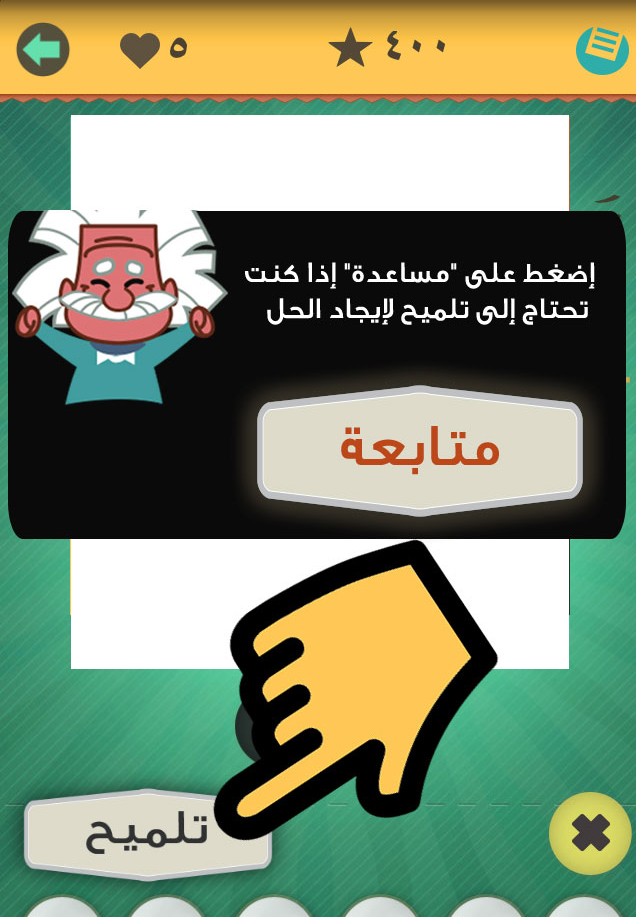 ٥ ٤٠٠
إضغط على "مساعدة" إذا كنت
تحتاج إلى تلميح لإيجاد الحل
متابعة
تلميح